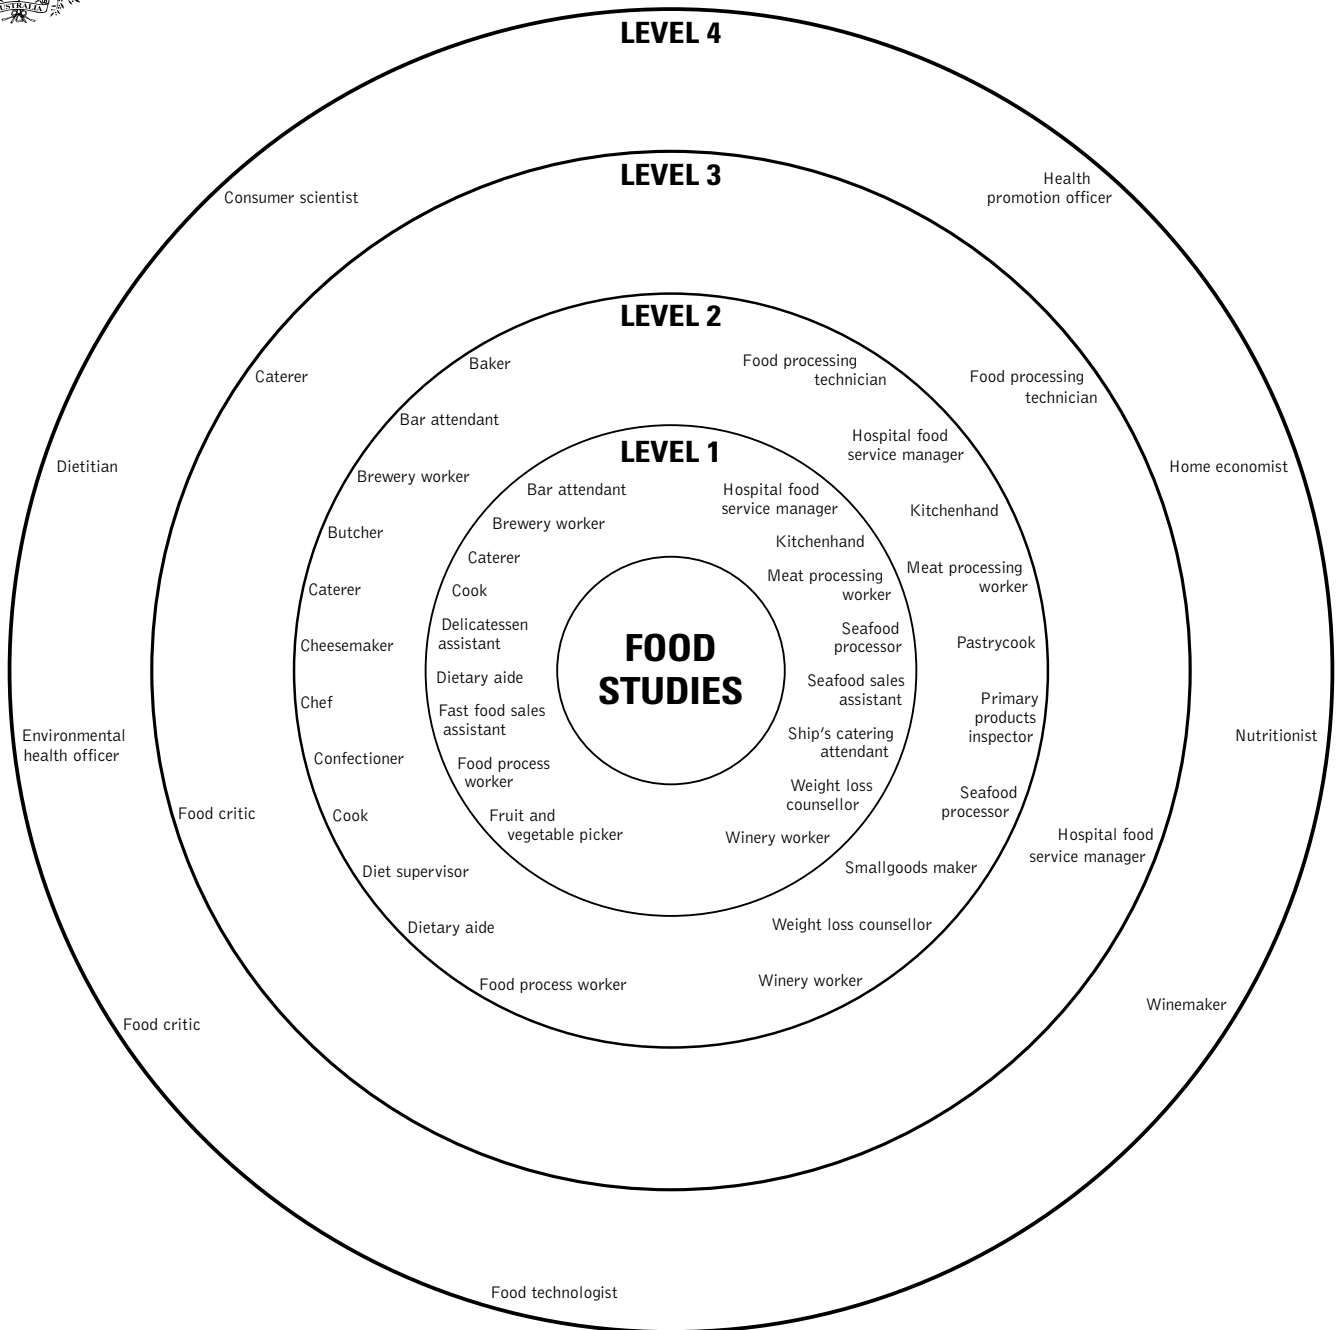 AUSTRALIA
LEVEL 4
Consumer scientist
Health
promotion officer
Dietitian
Home economist
Environmental
health officer
Nutritionist
Food critic
Winemaker
Food technologist
LEVEL 3
Caterer
Food processing
technician
Food critic
Hospital food
service manager
LEVEL 2
Baker
Bar attendant
Brewery worker
Butcher
Caterer
Cheesemaker
Chef
Confectioner
Cook
Diet supervisor
Dietary aide
Food process worker
Food processing
technician
Hospital food
service manager
Kitchenhand
Meat processing
worker
Pastrycook
Primary
products
inspector
Seafood
processor
Smallgoods maker
Weight loss counsellor
Winery worker
LEVEL 1
Bar attendant
Brewery worker
Caterer
Cook
Delicatessen
assistant
Dietary aide
Fast food sales
assistant
Food process
worker
Fruit and
vegetable picker
Hospital food
service manager
Kitchenhand
Meat processing
worker
Seafood
processor
Seafood sales
assistant
Ship's catering
attendant
Weight loss
counsellor
Winery worker
FOOD
STUDIES